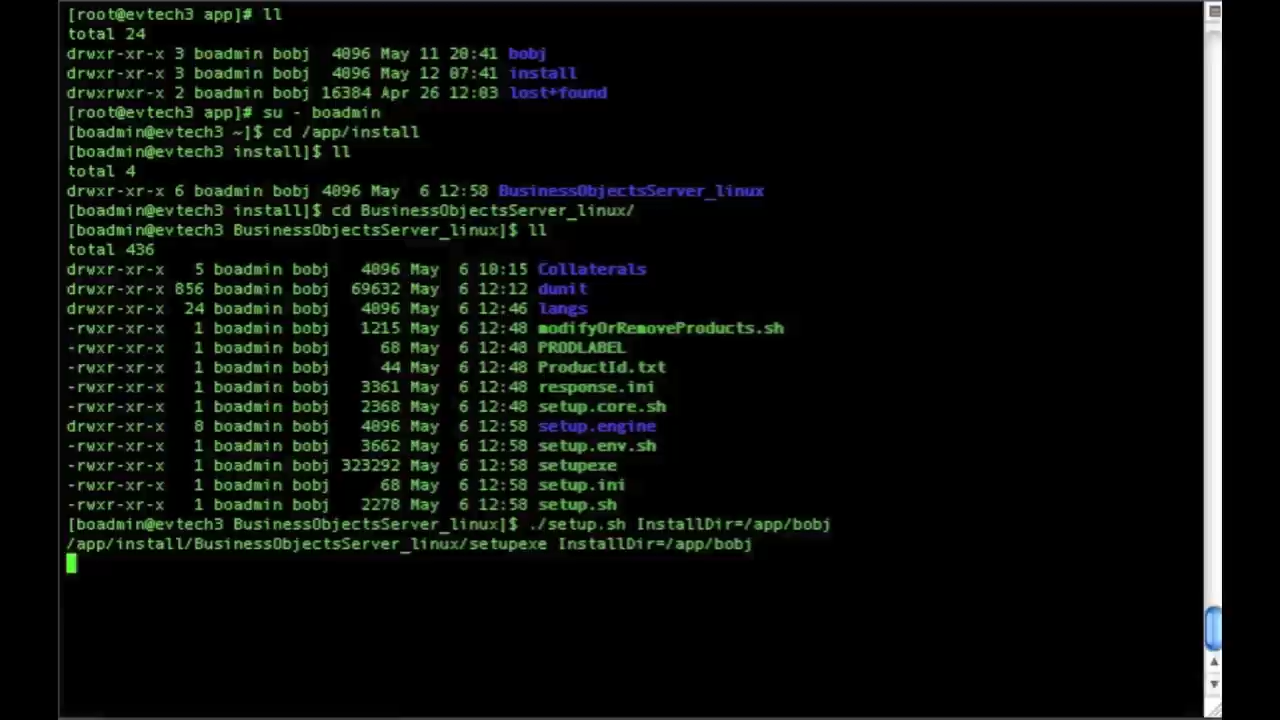 [root@evtech3 app]# ll
total 24
drwxr-xr-x 3 boadmin bobj  4096 May 11 20:41 bobj
drwxr-xr-x 3 boadmin bobj  4096 May 12 07:41 install
drwxrwxr-x 2 boadmin bobj 16384 Apr 26 12:03 lost+found
[root@evtech3 app]# su - boadmin
[boadmin@evtech3 ~]$ cd /app/install
[boadmin@evtech3 install]$ ll
total 4
drwxr-xr-x 6 boadmin bobj 4096 May  6 12:58 BusinessObjectsServer_linux
[boadmin@evtech3 install]$ cd BusinessObjectsServer_linux/
[boadmin@evtech3 BusinessObjectsServer_linux]$ ll
total 436
drwxr-xr-x   5 boadmin bobj   4096 May  6 10:15 Collaterals
drwxr-xr-x 856 boadmin bobj  69632 May  6 12:12 dunit
drwxr-xr-x  24 boadmin bobj   4096 May  6 12:46 langs
-rwxr-xr-x   1 boadmin bobj   1215 May  6 12:48 modifyOrRemoveProducts.sh
-rwxr-xr-x   1 boadmin bobj     68 May  6 12:48 PRODLABEL
-rwxr-xr-x   1 boadmin bobj     44 May  6 12:48 ProductId.txt
-rwxr-xr-x   1 boadmin bobj   3361 May  6 12:48 response.ini
-rwxr-xr-x   1 boadmin bobj   2368 May  6 12:48 setup.core.sh
drwxr-xr-x   8 boadmin bobj   4096 May  6 12:58 setup.engine
-rwxr-xr-x   1 boadmin bobj   3662 May  6 12:58 setup.env.sh
-rwxr-xr-x   1 boadmin bobj 323292 May  6 12:58 setupexe
-rwxr-xr-x   1 boadmin bobj     68 May  6 12:58 setup.ini
-rwxr-xr-x   1 boadmin bobj   2278 May  6 12:58 setup.sh
[boadmin@evtech3 BusinessObjectsServer_linux]$ ./setup.sh InstallDir=/app/bobj
/app/install/BusinessObjectsServer_linux/setupexe InstallDir=/app/bobj